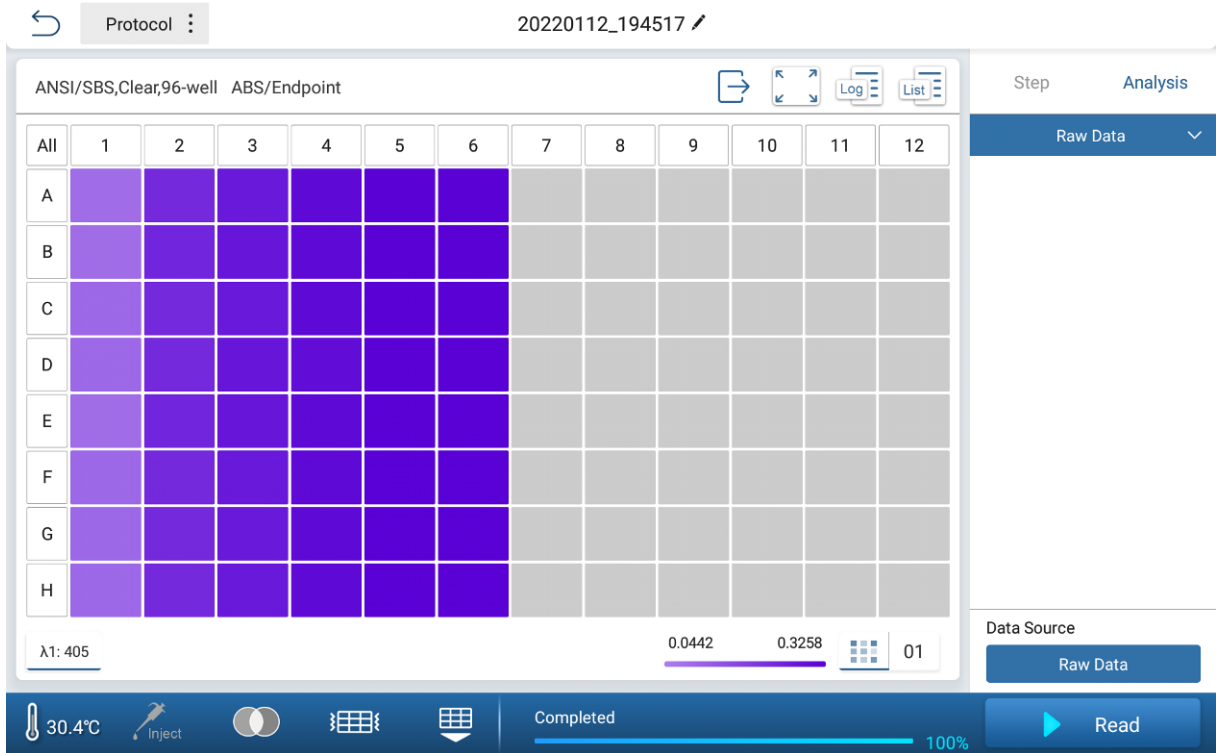 Protocol
20220112_194517
ANSI/SBS,Clear,96-well ABS/Endpoint
Log
List
Step
Analysis
Raw Data
All 1 2 3 4 5 6 7 8 9 10 11 12
A
B
C
D
E
F
G
H
λ1: 405
0.0442 0.3258
01
Data Source
Raw Data
30.4℃
Inject
Completed
100%
Read